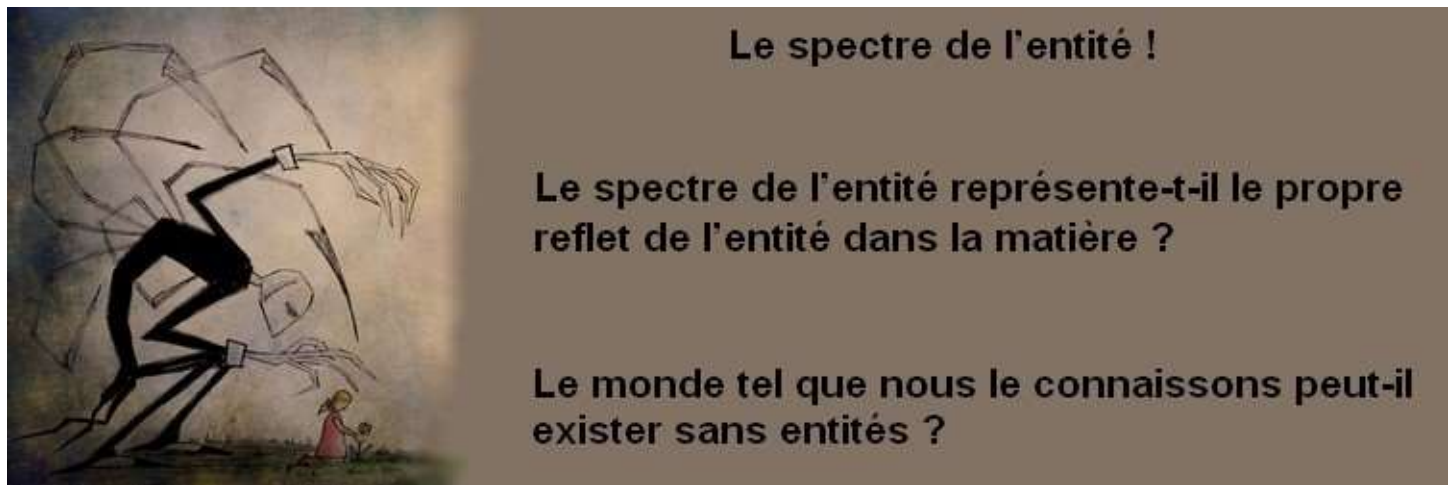 Le spectre de l'entité !
Le spectre de l'entité représente-t-il le propre
reflet de l'entité dans la matière ?
Le monde tel que nous le connaissons peut-il
exister sans entités ?